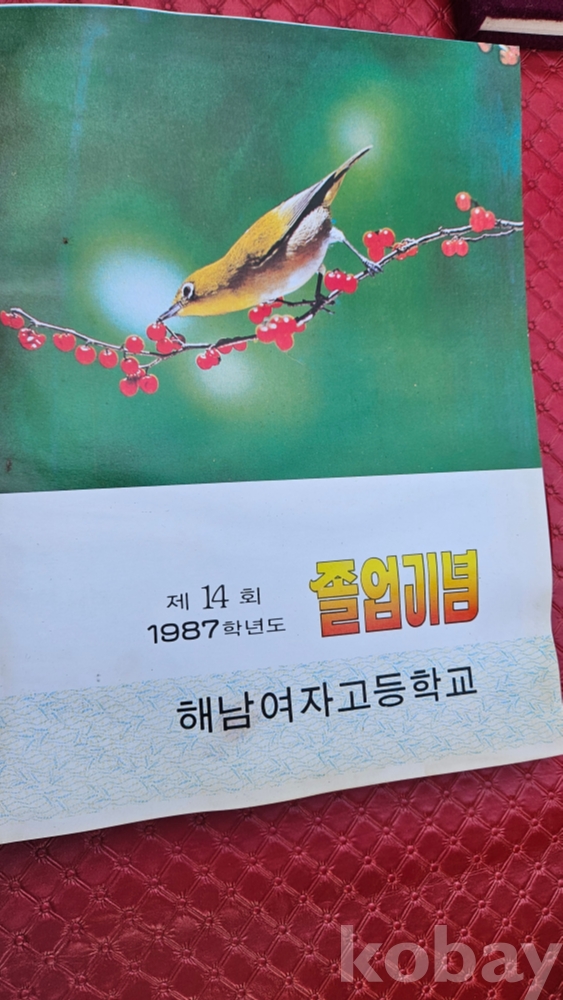 제 14 회
1987학년도
졸업기념
해남여자고등학교
kobay